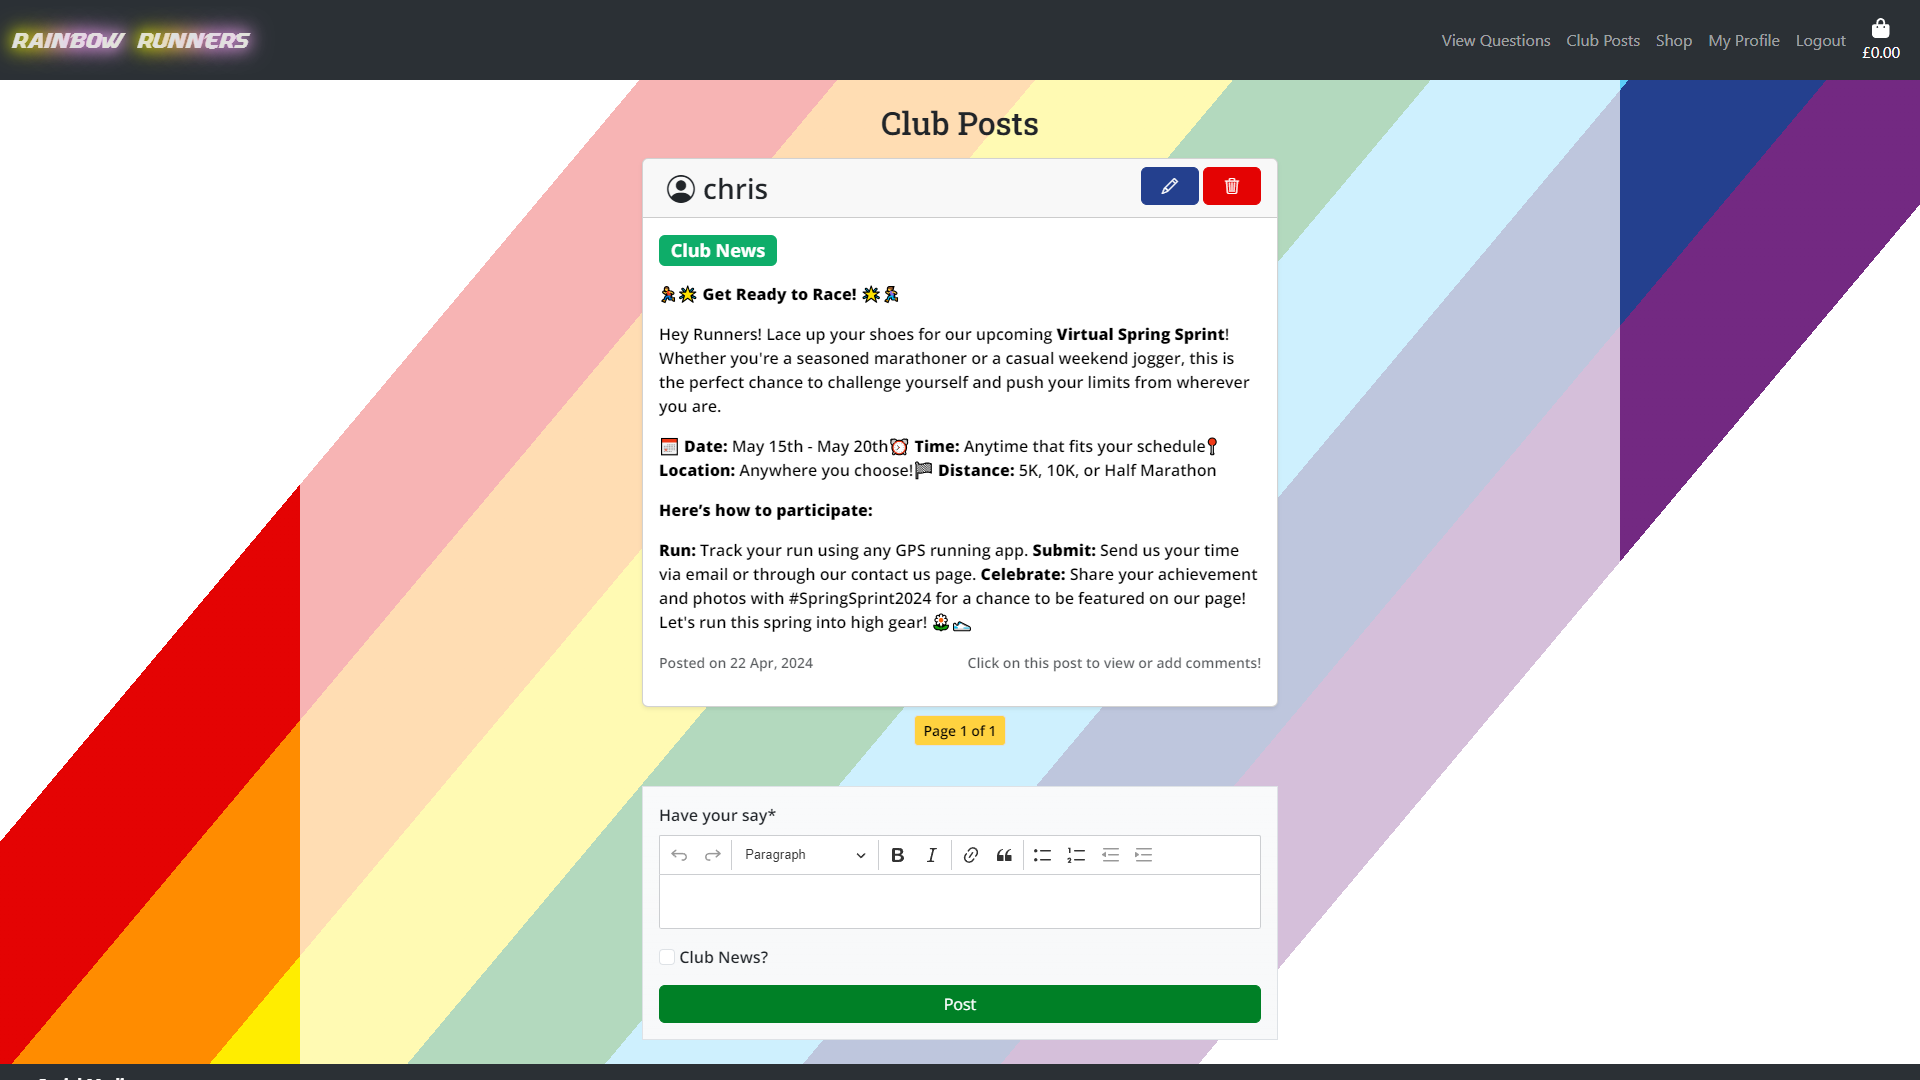 RAINBOW RUNNERS
View Questions Club Posts Shop My Profile Logout £0.00
Club Posts
chris
Club News
Get Ready to Race!
Hey Runners! Lace up your shoes for our upcoming Virtual Spring Sprint!
Whether you're a seasoned marathoner or a casual weekend jogger, this is
the perfect chance to challenge yourself and push your limits from wherever
you are.
Date: May 15th - May 20th Time: Anytime that fits your schedule
Location: Anywhere you choose! Distance: 5K, 10K, or Half Marathon
Here’s how to participate:
Run: Track your run using any GPS running app. Submit: Send us your time
via email or through our contact us page. Celebrate: Share your achievement
and photos with #SpringSprint2024 for a chance to be featured on our page!
Let's run this spring into high gear!
Posted on 22 Apr, 2024 Click on this post to view or add comments!
Page 1 of 1
Have your say*
Paragraph B I
Club News?
Post